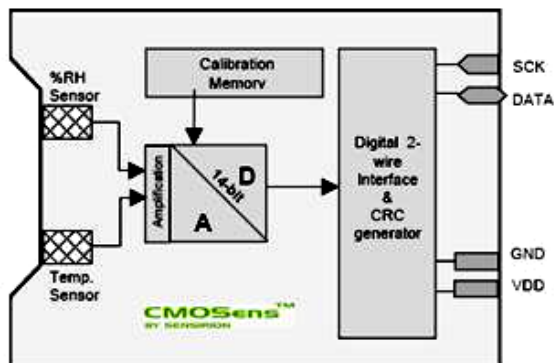 %RH
Sensor
Calibration
Memory
SCK
DATA
Amplification
14-bit
D
A
Digital 2-
wire
Interface
&
CRC
generator
GND
VDD
Temp.
Sensor
CMOSens™
BY SENSIRION